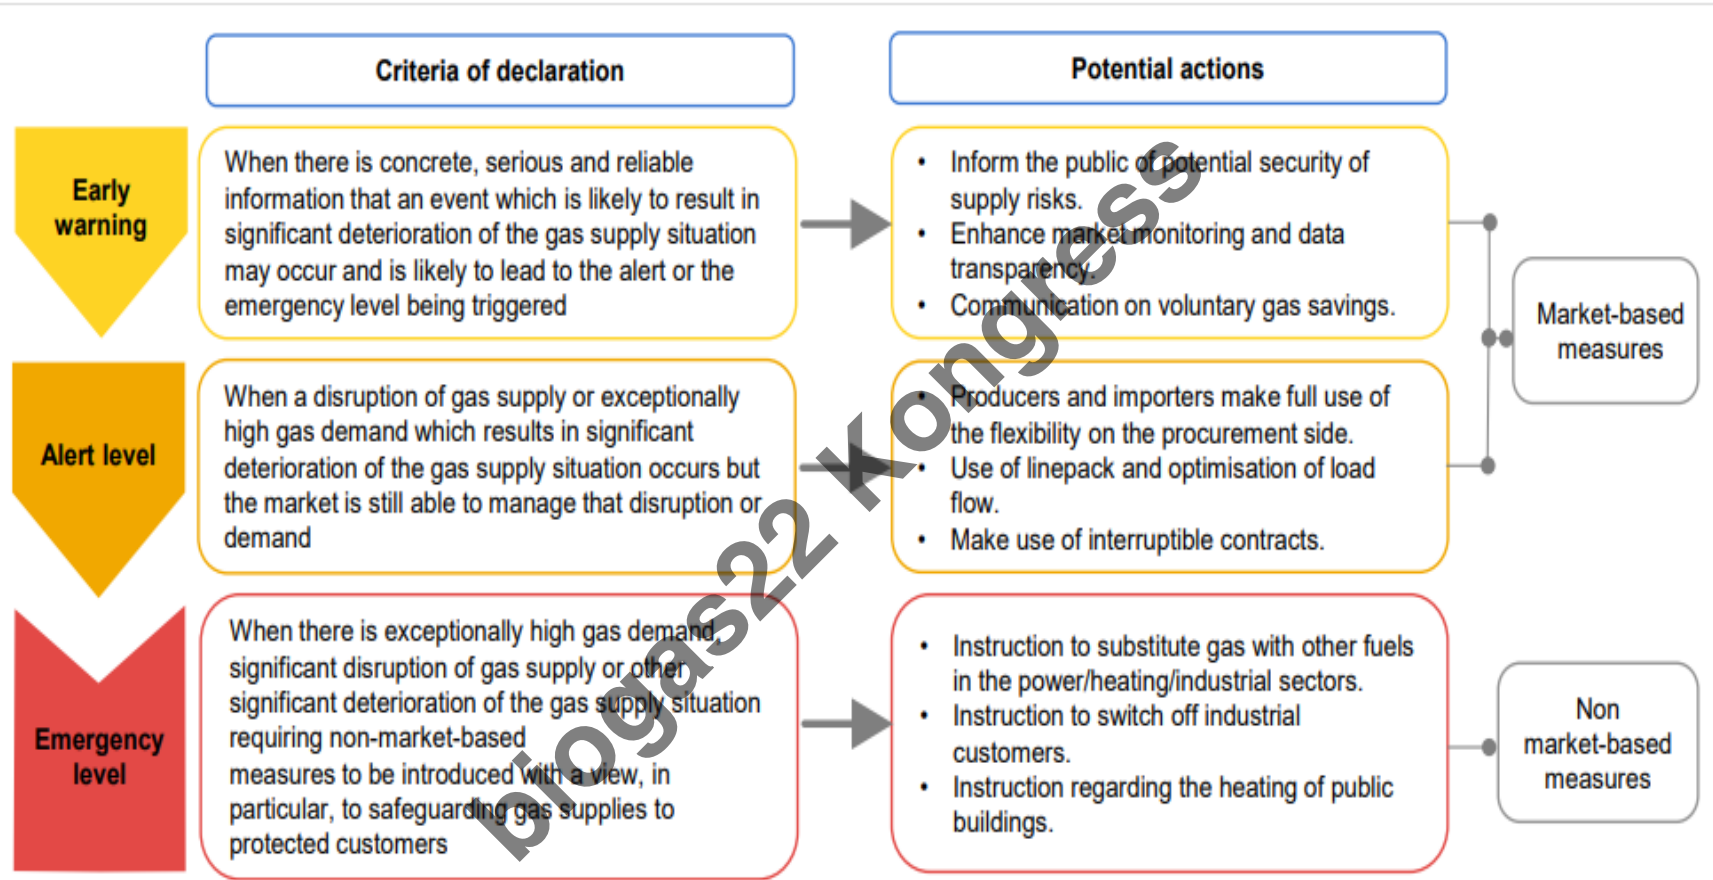 Criteria of declaration
Potential actions
Early
warning
When there is concrete, serious and reliable
information that an event which is likely to result in
significant deterioration of the gas supply situation
may occur and is likely to lead to the alert or the
emergency level being triggered
• Inform the public of potential security of
supply risks.
• Enhance market monitoring and data
transparency.
• Communication on voluntary gas savings.
Market-based
measures
Alert level
When a disruption of gas supply or exceptionally
high gas demand which results in significant
deterioration of the gas supply situation occurs but
the market is still able to manage that disruption or
demand
• Producers and importers make full use of
the flexibility on the procurement side.
• Use of linepack and optimisation of load
flow.
• Make use of interruptible contracts.
Emergency
level
When there is exceptionally high gas demand,
significant disruption of gas supply or other
significant deterioration of the gas supply situation
requiring non-market-based
measures to be introduced with a view, in
particular, to safeguarding gas supplies to
protected customers
• Instruction to substitute gas with other fuels
in the power/heating/industrial sectors.
• Instruction to switch off industrial
customers.
• Instruction regarding the heating of public
buildings.
Non
market-based
measures
biogas22 Kongress